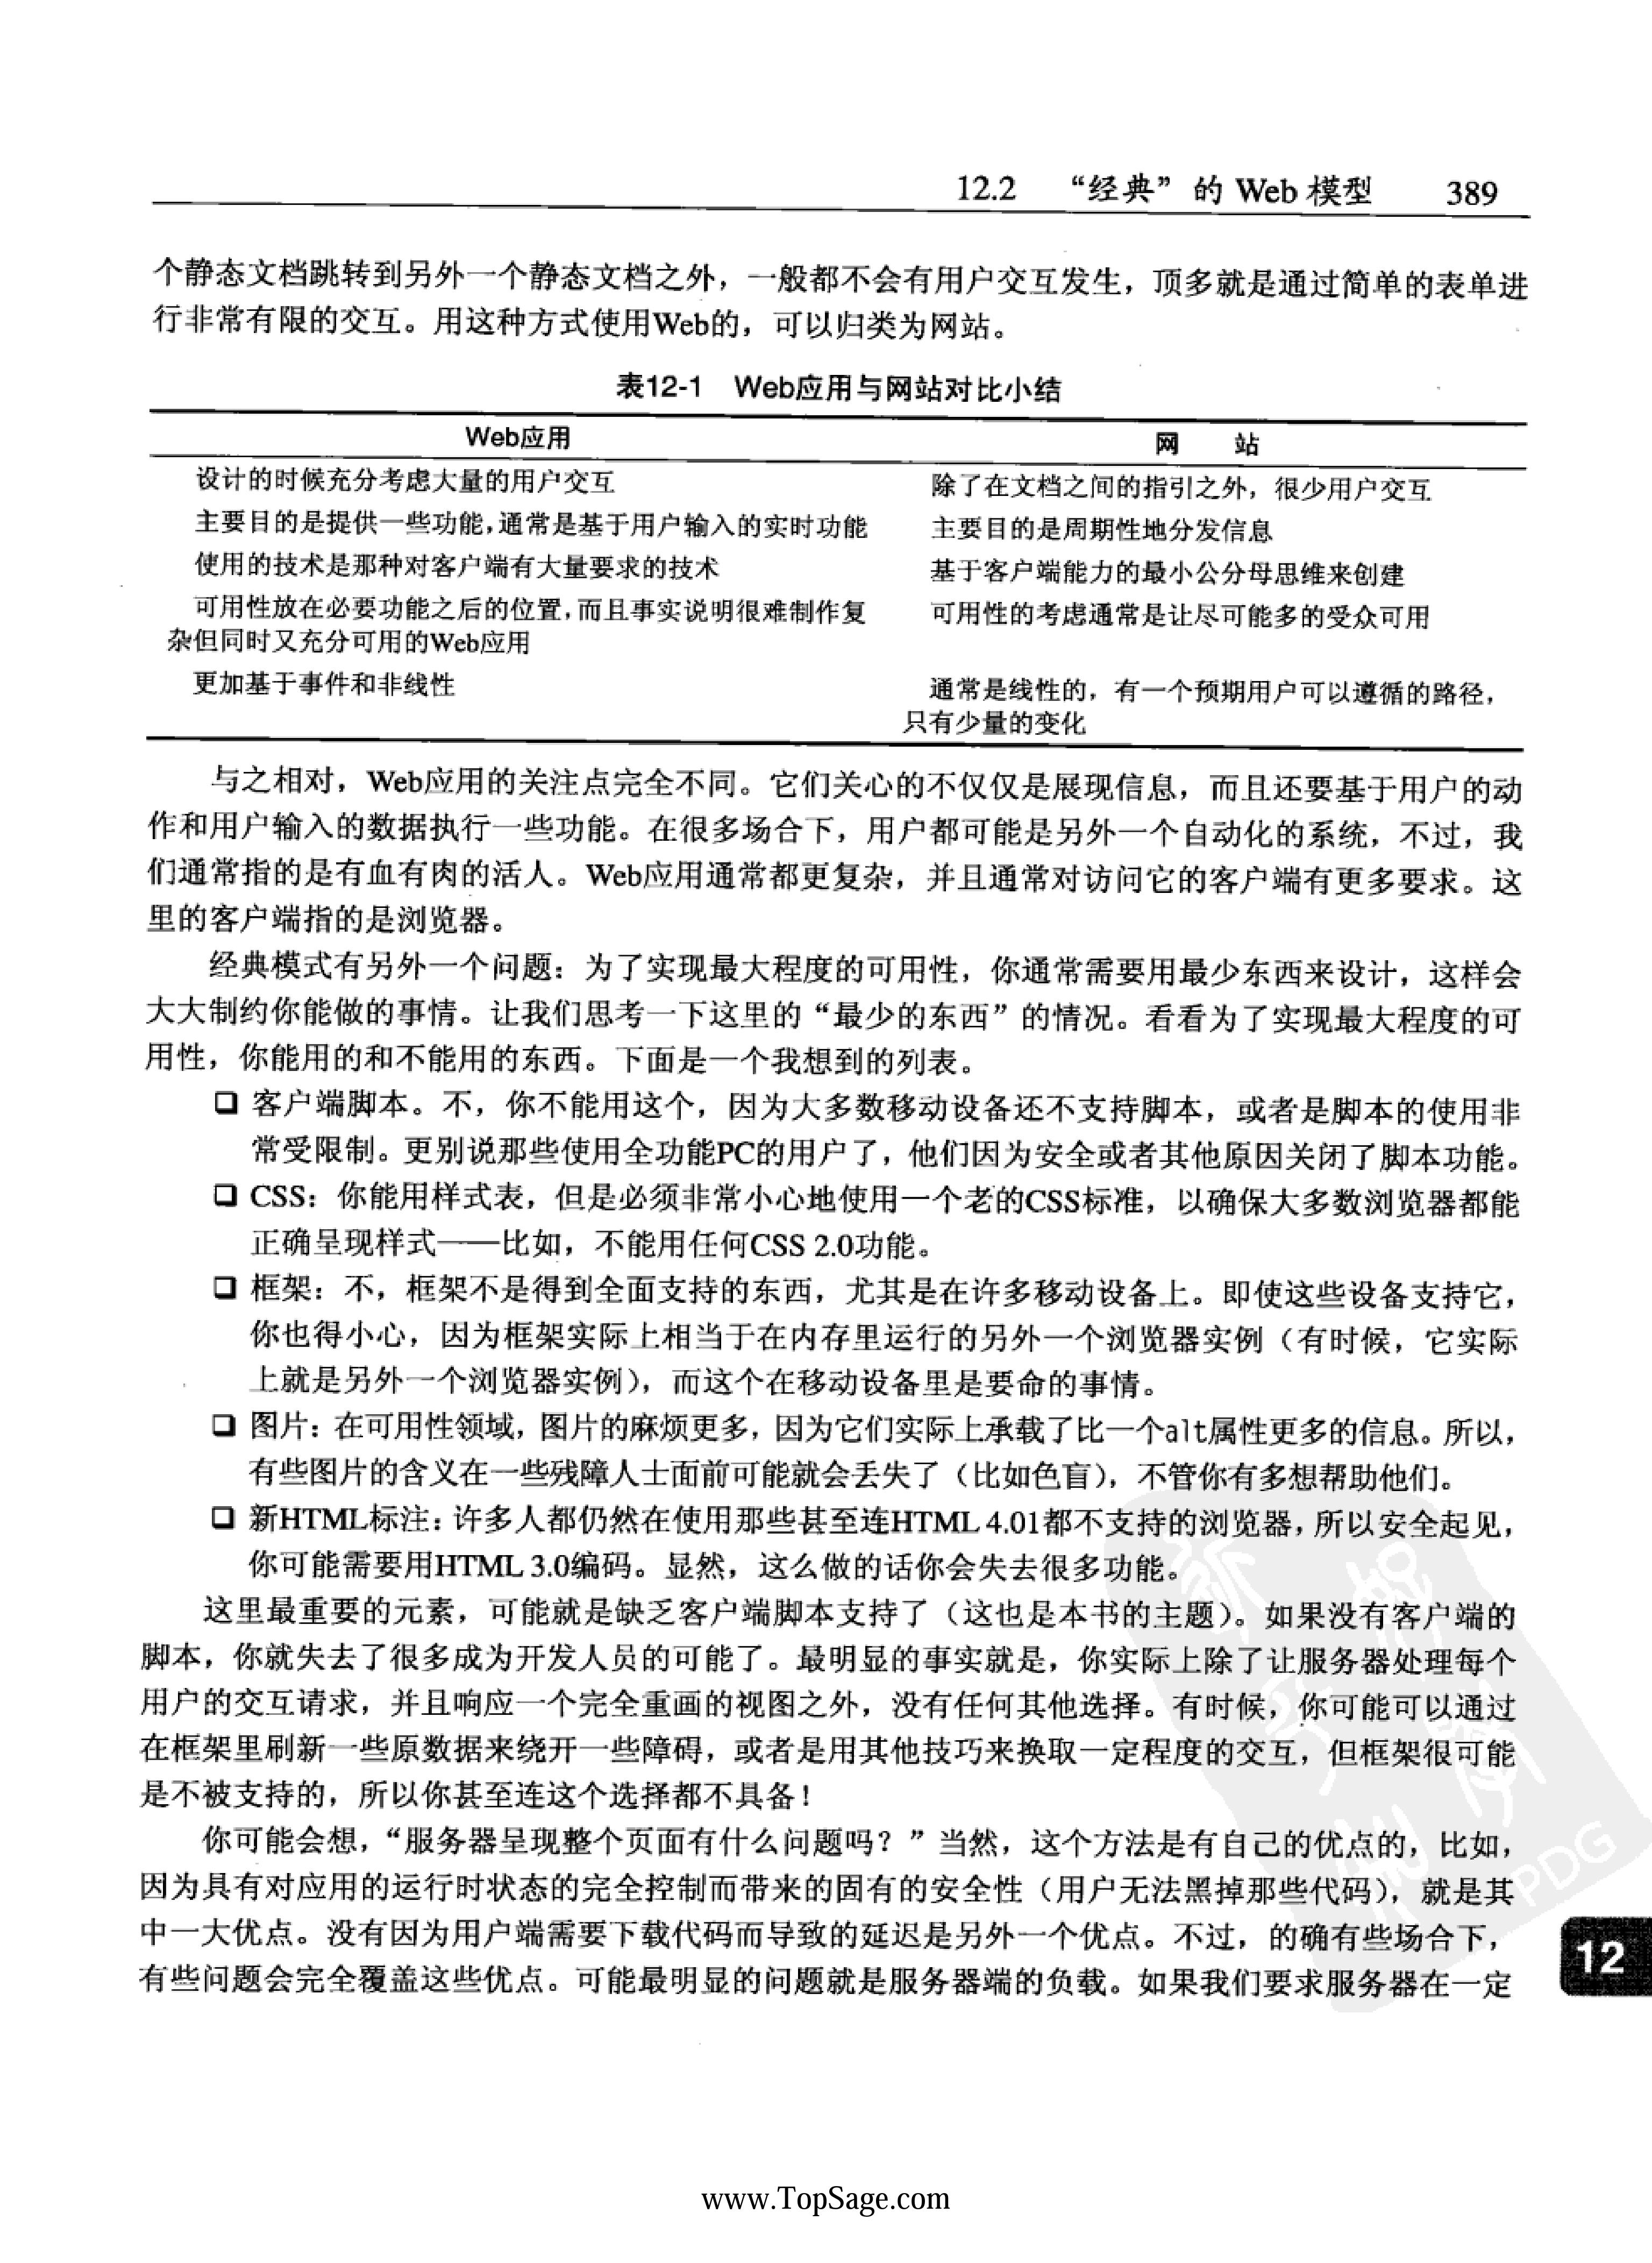 12.2 “经典”的 Web 模型 389
个静态文档跳转到另外一个静态文档之外，一般都不会有用户交互发生，顶多就是通过简单的表单进
行非常有限的交互。用这种方式使用Web的，可以归类为网站。
表12-1 Web应用与网站对比小结
Web应用 网 站
设计的时候充分考虑大量的用户交互 除了在文档之间的指引之外，很少用户交互
主要目的是提供一些功能，通常是基于用户输入的实时功能 主要目的是周期性地分发信息
使用的技术是那种对客户端有大量要求的技术 基于客户端能力的最小公分母思维来创建
可用性放在必要功能之后的位置，而且事实说明很难制作复 可用性的考虑通常是让尽可能多的受众可用
杂但同时又充分可用的Web应用
更加基于事件和非线性 通常是线性的，有一个预期用户可以遵循的路径，
只有少量的变化
与之相对，Web应用的关注点完全不同。它们关心的不仅仅是展现信息，而且还要基于用户的动
作和用户输入的数据执行一些功能。在很多场合下，用户都可能是另外一个自动化的系统，不过，我
们通常指的是有血有肉的活人。Web应用通常都更复杂，并且通常对访问它的客户端有更多要求。这
里的客户端指的是浏览器。
经典模式有另外一个问题：为了实现最大程度的可用性，你通常需要用最少东西来设计，这样会
大大制约你能做的事情。让我们思考一下这里的“最少的东西”的情况。看看为了实现最大程度的可
用性，你能用的和不能用的东西。下面是一个我想到的列表。
❑ 客户端脚本。不，你不能用这个，因为大多数移动设备还不支持脚本，或者是脚本的使用非
常受限制。更别说那些使用全功能PC的用户了，他们因为安全或者其他原因关闭了脚本功能。
❑ CSS：你能用样式表，但是必须非常小心地使用一个老的CSS标准，以确保大多数浏览器都能
正确呈现样式——比如，不能用任何CSS 2.0功能。
❑ 框架：不，框架不是得到全面支持的东西，尤其是在许多移动设备上。即使这些设备支持它，
你也得小心，因为框架实际上相当于在内存里运行的另外一个浏览器实例（有时候，它实际
上就是另外一个浏览器实例），而这个在移动设备里是要命的事情。
❑ 图片：在可用性领域，图片的麻烦更多，因为它们实际上承载了比一个alt属性更多的信息。所以，
有些图片的含义在一些残障人士面前可能就会丢失了（比如色盲），不管你有多想帮助他们。
❑ 新HTML标注：许多人都仍然在使用那些甚至连HTML 4.01都不支持的浏览器，所以安全起见，
你可能需要用HTML 3.0编码。显然，这么做的话你会失去很多功能。
这里最重要的元素，可能就是缺乏客户端脚本支持了（这也是本书的主题）。如果没有客户端的
脚本，你就失去了很多成为开发人员的可能了。最明显的事实就是，你实际上除了让服务器处理每个
用户的交互请求，并且响应一个完全重画的视图之外，没有任何其他选择。有时候，你可能可以通过
在框架里刷新一些原数据来绕开一些障碍，或者是用其他技巧来换取一定程度的交互，但框架很可能
是不被支持的，所以你甚至连这个选择都不具备！
你可能会想，“服务器呈现整个页面有什么问题吗？”当然，这个方法是有自己的优点的，比如，
因为具有对应用的运行时状态的完全控制而带来的固有的安全性（用户无法黑掉那些代码），就是其
中一大优点。没有因为用户端需要下载代码而导致的延迟是另外一个优点。不过，的确有些场合下，
有些问题会完全覆盖这些优点。可能最明显的问题就是服务器端的负载。如果我们要求服务器在一定
12
PDG
www.TopSage.com